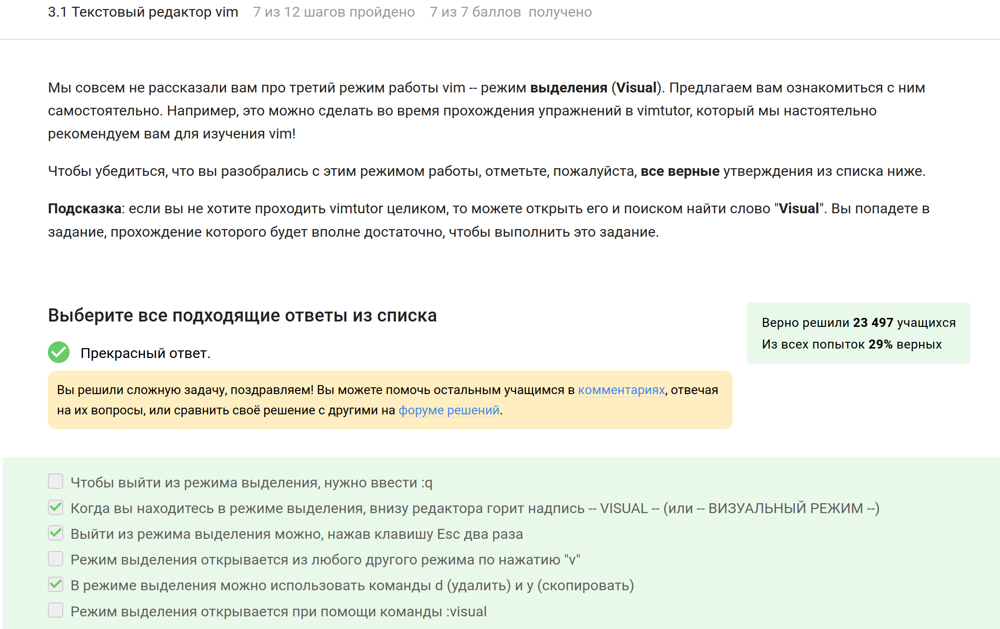 3.1 Текстовый редактор vim 7 из 12 шагов пройдено 7 из 7 баллов получено
Мы совсем не рассказали вам про третий режим работы vim -- режим выделения (Visual). Предлагаем вам ознакомиться с ним
самостоятельно. Например, это можно сделать во время прохождения упражнений в vimtutor, который мы настоятельно
рекомендуем вам для изучения vim!
Чтобы убедиться, что вы разобрались с этим режимом работы, отметьте, пожалуйста, все верные утверждения из списка ниже.
Подсказка: если вы не хотите проходить vimtutor целиком, то можете открыть его и поиском найти слово "Visual". Вы попадете в
задание, прохождение которого будет вполне достаточно, чтобы выполнить это задание.
Выберите все подходящие ответы из списка
Верно решили 23 497 учащихся
Из всех попыток 29% верных
Прекрасный ответ.
Вы решили сложную задачу, поздравляем! Вы можете помочь остальным учащимся в комментариях, отвечая
на их вопросы, или сравнить своё решение с другими на форуме решений.
Чтобы выйти из режима выделения, нужно ввести :q
Когда вы находитесь в режиме выделения, внизу редактора горит надпись -- VISUAL -- (или -- ВИЗУАЛЬНЫЙ РЕЖИМ --)
Выйти из режима выделения можно, нажав клавишу Esc два раза
Режим выделения открывается из любого другого режима по нажатию "v"
В режиме выделения можно использовать команды d (удалить) и y (скопировать)
Режим выделения открывается при помощи команды :visual